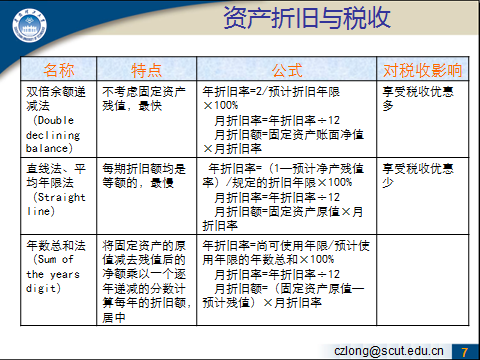 资产折旧与税收
名称
特点
公式
对税收影响
双倍余额递
减法
（Double
declining
balance）
不考虑固定资产
残值，最快
年折旧率=2/预计折旧年限
×100%
月折旧率=年折旧率÷12
月折旧额=固定资产账面净值
×月折旧率
享受税收优惠
多
直线法、平
均年限法
（Straight
line）
每期折旧额均是
等额的，最慢
年折旧率=（1—预计净产残值
率）/规定的折旧年限×100%
月折旧率=年折旧率÷12
月折旧额=固定资产原值×月
折旧率
享受税收优惠
少
年数总和法
（Sum of
the years
digit）
将固定资产的原
值减去残值后的
净额乘以一个逐
年递减的分数计
算每年的折旧额，
居中
年折旧率=尚可使用年限/预计使
用年限的年数总和×100%
月折旧率=年折旧率÷12
月折旧额=（固定资产原值—
预计残值）×月折旧率
czlong@scut.edu.cn
7